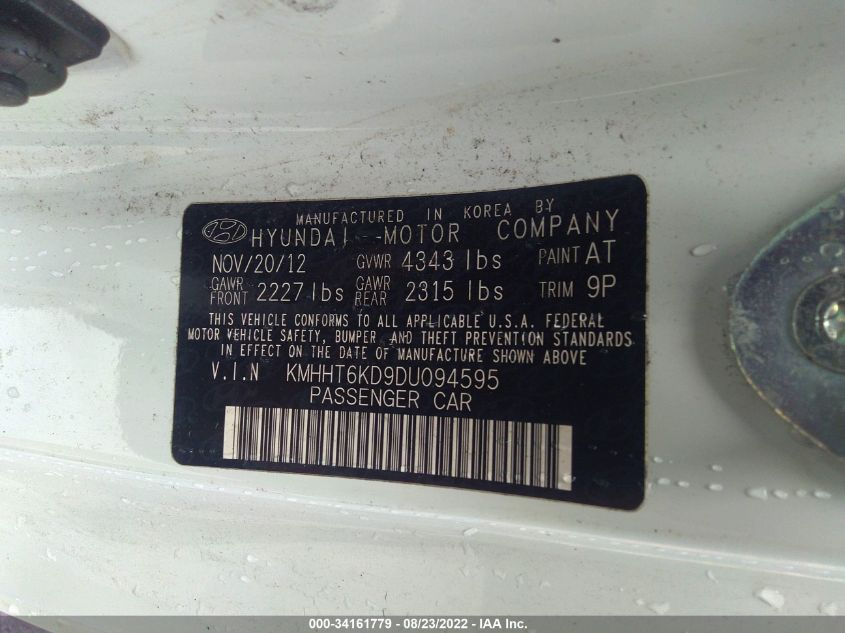 MANUFACTURED IN KOREA BY
HYUNDAI MOTOR COMPANY
NOV/20/12 GVWR 4343 lbs PAINT AT
GAWR FRONT 2227 lbs GAWR REAR 2315 lbs TRIM 9P
THIS VEHICLE CONFORMS TO ALL APPLICABLE U.S.A. FEDERAL
MOTOR VEHICLE SAFETY, BUMPER, AND THEFT PREVENTION STANDARDS
IN EFFECT ON THE DATE OF MANUFACTURE SHOWN ABOVE
V.I.N KMHHT6KD9DU094595
PASSENGER CAR
000-34161779 - 08/23/2022 - IAA Inc.